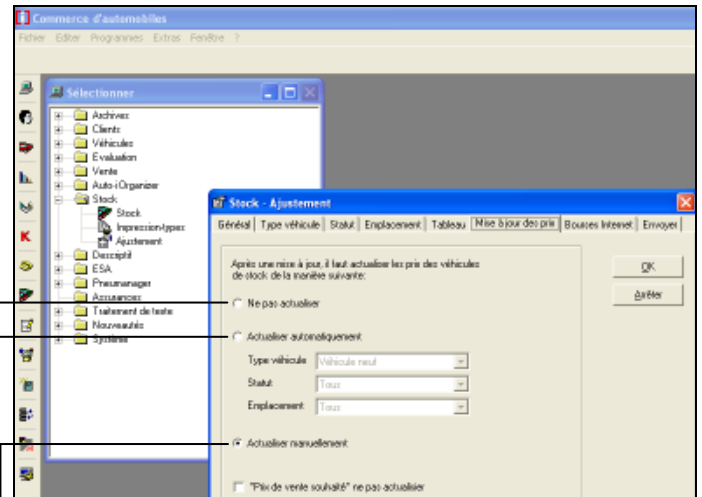 Commerce d'automobiles
Fichier Editer Programmes Extras Fenêtre ?
Sélectionner
Archives
Clients
Véhicules
Evaluation
Vente
Auto-i Organizer
Stock
Stock
Impression-types
Ajustement
Descriptif
ESA
Pneumanager
Assurances
Traitement de texte
Nouveautés
Système
Stock - Ajustement
Général Type véhicule Statut Emplacement Tableau Mise à jour des prix Bourses Internet Envoyer
Après une mise à jour, il faut actualiser les prix des véhicules
de stock de la manière suivante:
OK
Arrêter
Ne pas actualiser
Actualiser automatiquement
Type véhicule Véhicule neuf
Statut Tous
Emplacement Tous
Actualiser manuellement
"Prix de vente souhaité" ne pas actualisier